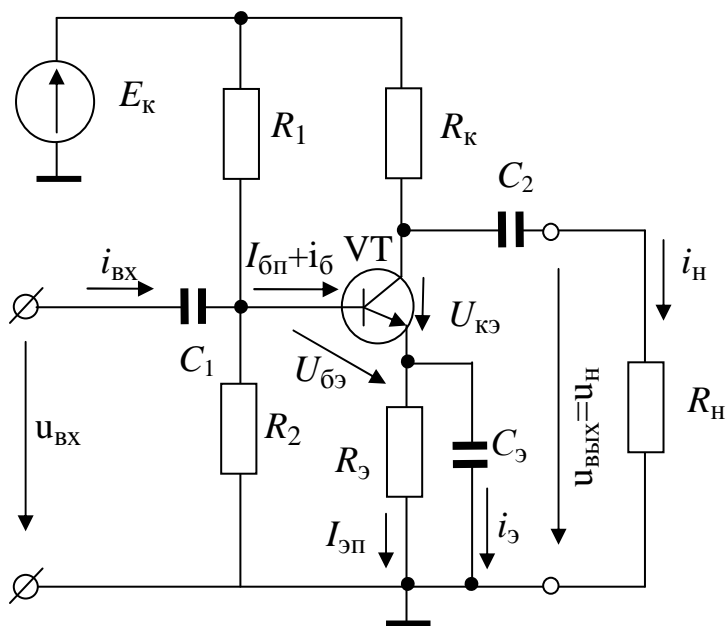 Eк
R1
Rк
C2
iвх
Iбп+iб
VT
iн
C1
Uкэ
Uбэ
uвх
R2
Rэ
Cэ
uвых=uн
Rн
Iэп
iэ